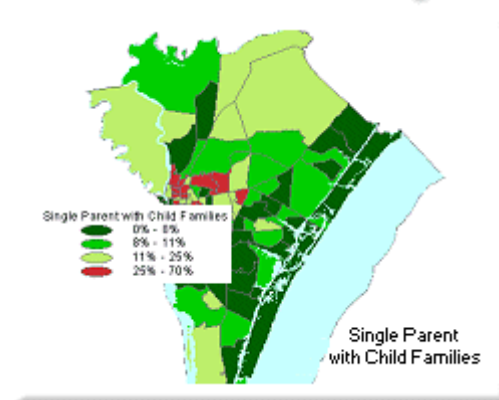 Single Parent with Child Families
0% - 8%
8% - 11%
11% - 25%
25% - 70%
Single Parent
with Child Families